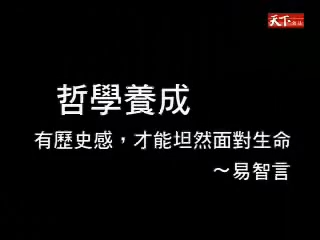 天下
哲學養成
有歷史感，才能坦然面對生命
～易智言